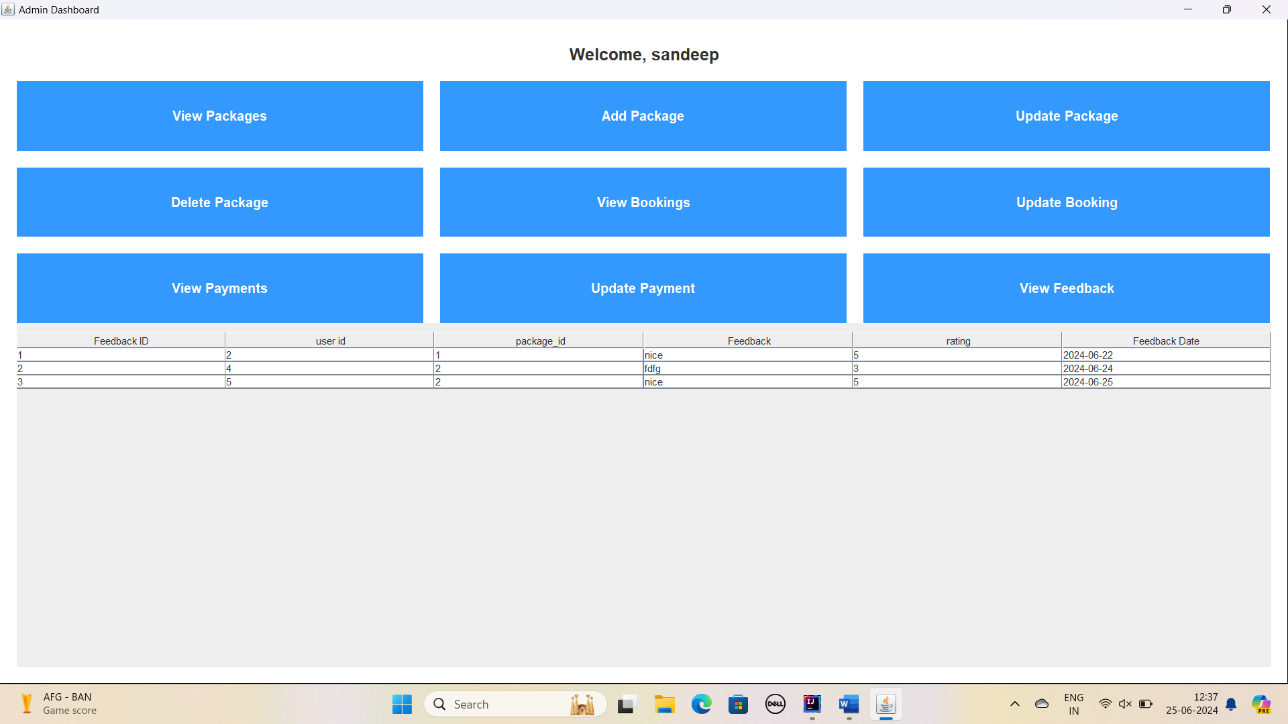 Admin Dashboard
Welcome, sandeep
View Packages Add Package Update Package
Delete Package View Bookings Update Booking
View Payments Update Payment View Feedback
Feedback ID user id package_id Feedback rating Feedback Date
1 2 1 nice 5 2024-06-22
2 4 2 fdfg 3 2024-06-24
3 5 2 nice 5 2024-06-25
AFG - BAN
Game score
Search
DELL
IJ
W
ENG
IN
12:37
25-06-2024
PRE